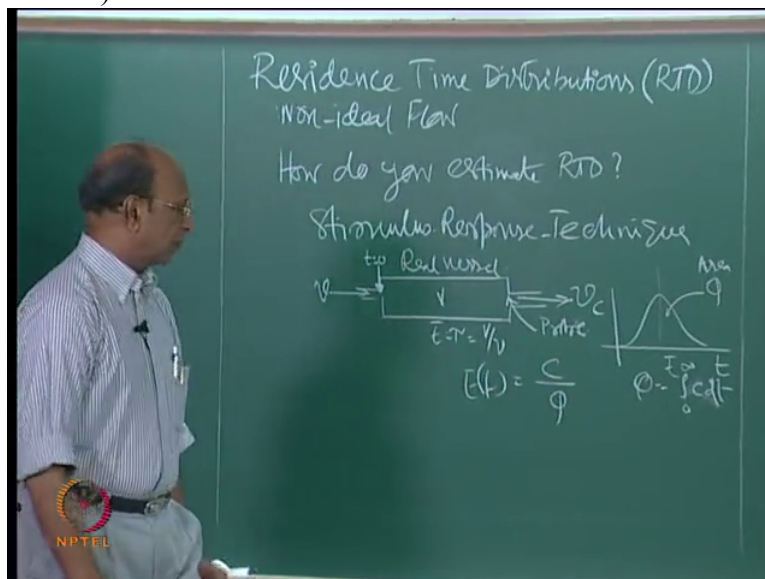 )
Residence Time Distributions (RTD)
Non-ideal Flow
How do you estimate RTD?
Stimulus-Response-Technique
t=0 Real vessel
v V v
Probe
t̄ = τ = V/v
E(t) = C/φ
C Area φ
t̄ t
φ = ∫₀^∞ C dt
NPTEL